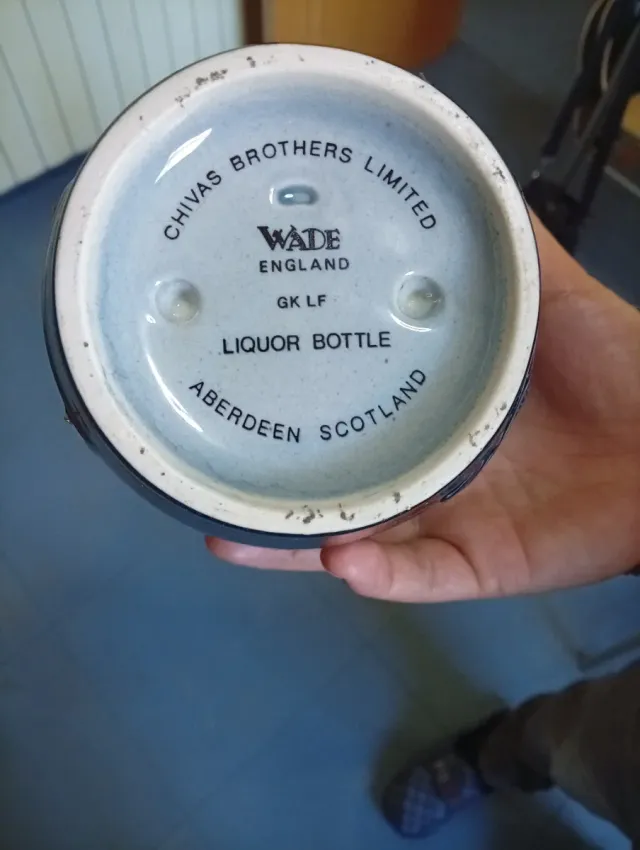 CHIVAS BROTHERS LIMITED
WADE
ENGLAND
GK LF
LIQUOR BOTTLE
ABERDEEN SCOTLAND